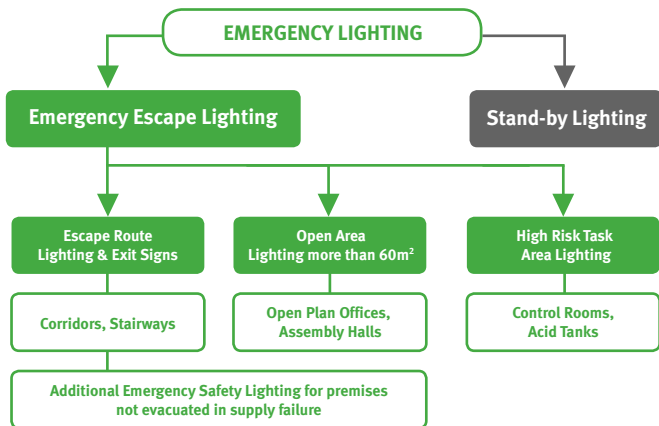 EMERGENCY LIGHTING
Emergency Escape Lighting
Stand-by Lighting
Escape Route
Lighting & Exit Signs
Open Area
Lighting more than 60m²
High Risk Task
Area Lighting
Corridors, Stairways
Open Plan Offices,
Assembly Halls
Control Rooms,
Acid Tanks
Additional Emergency Safety Lighting for premises
not evacuated in supply failure